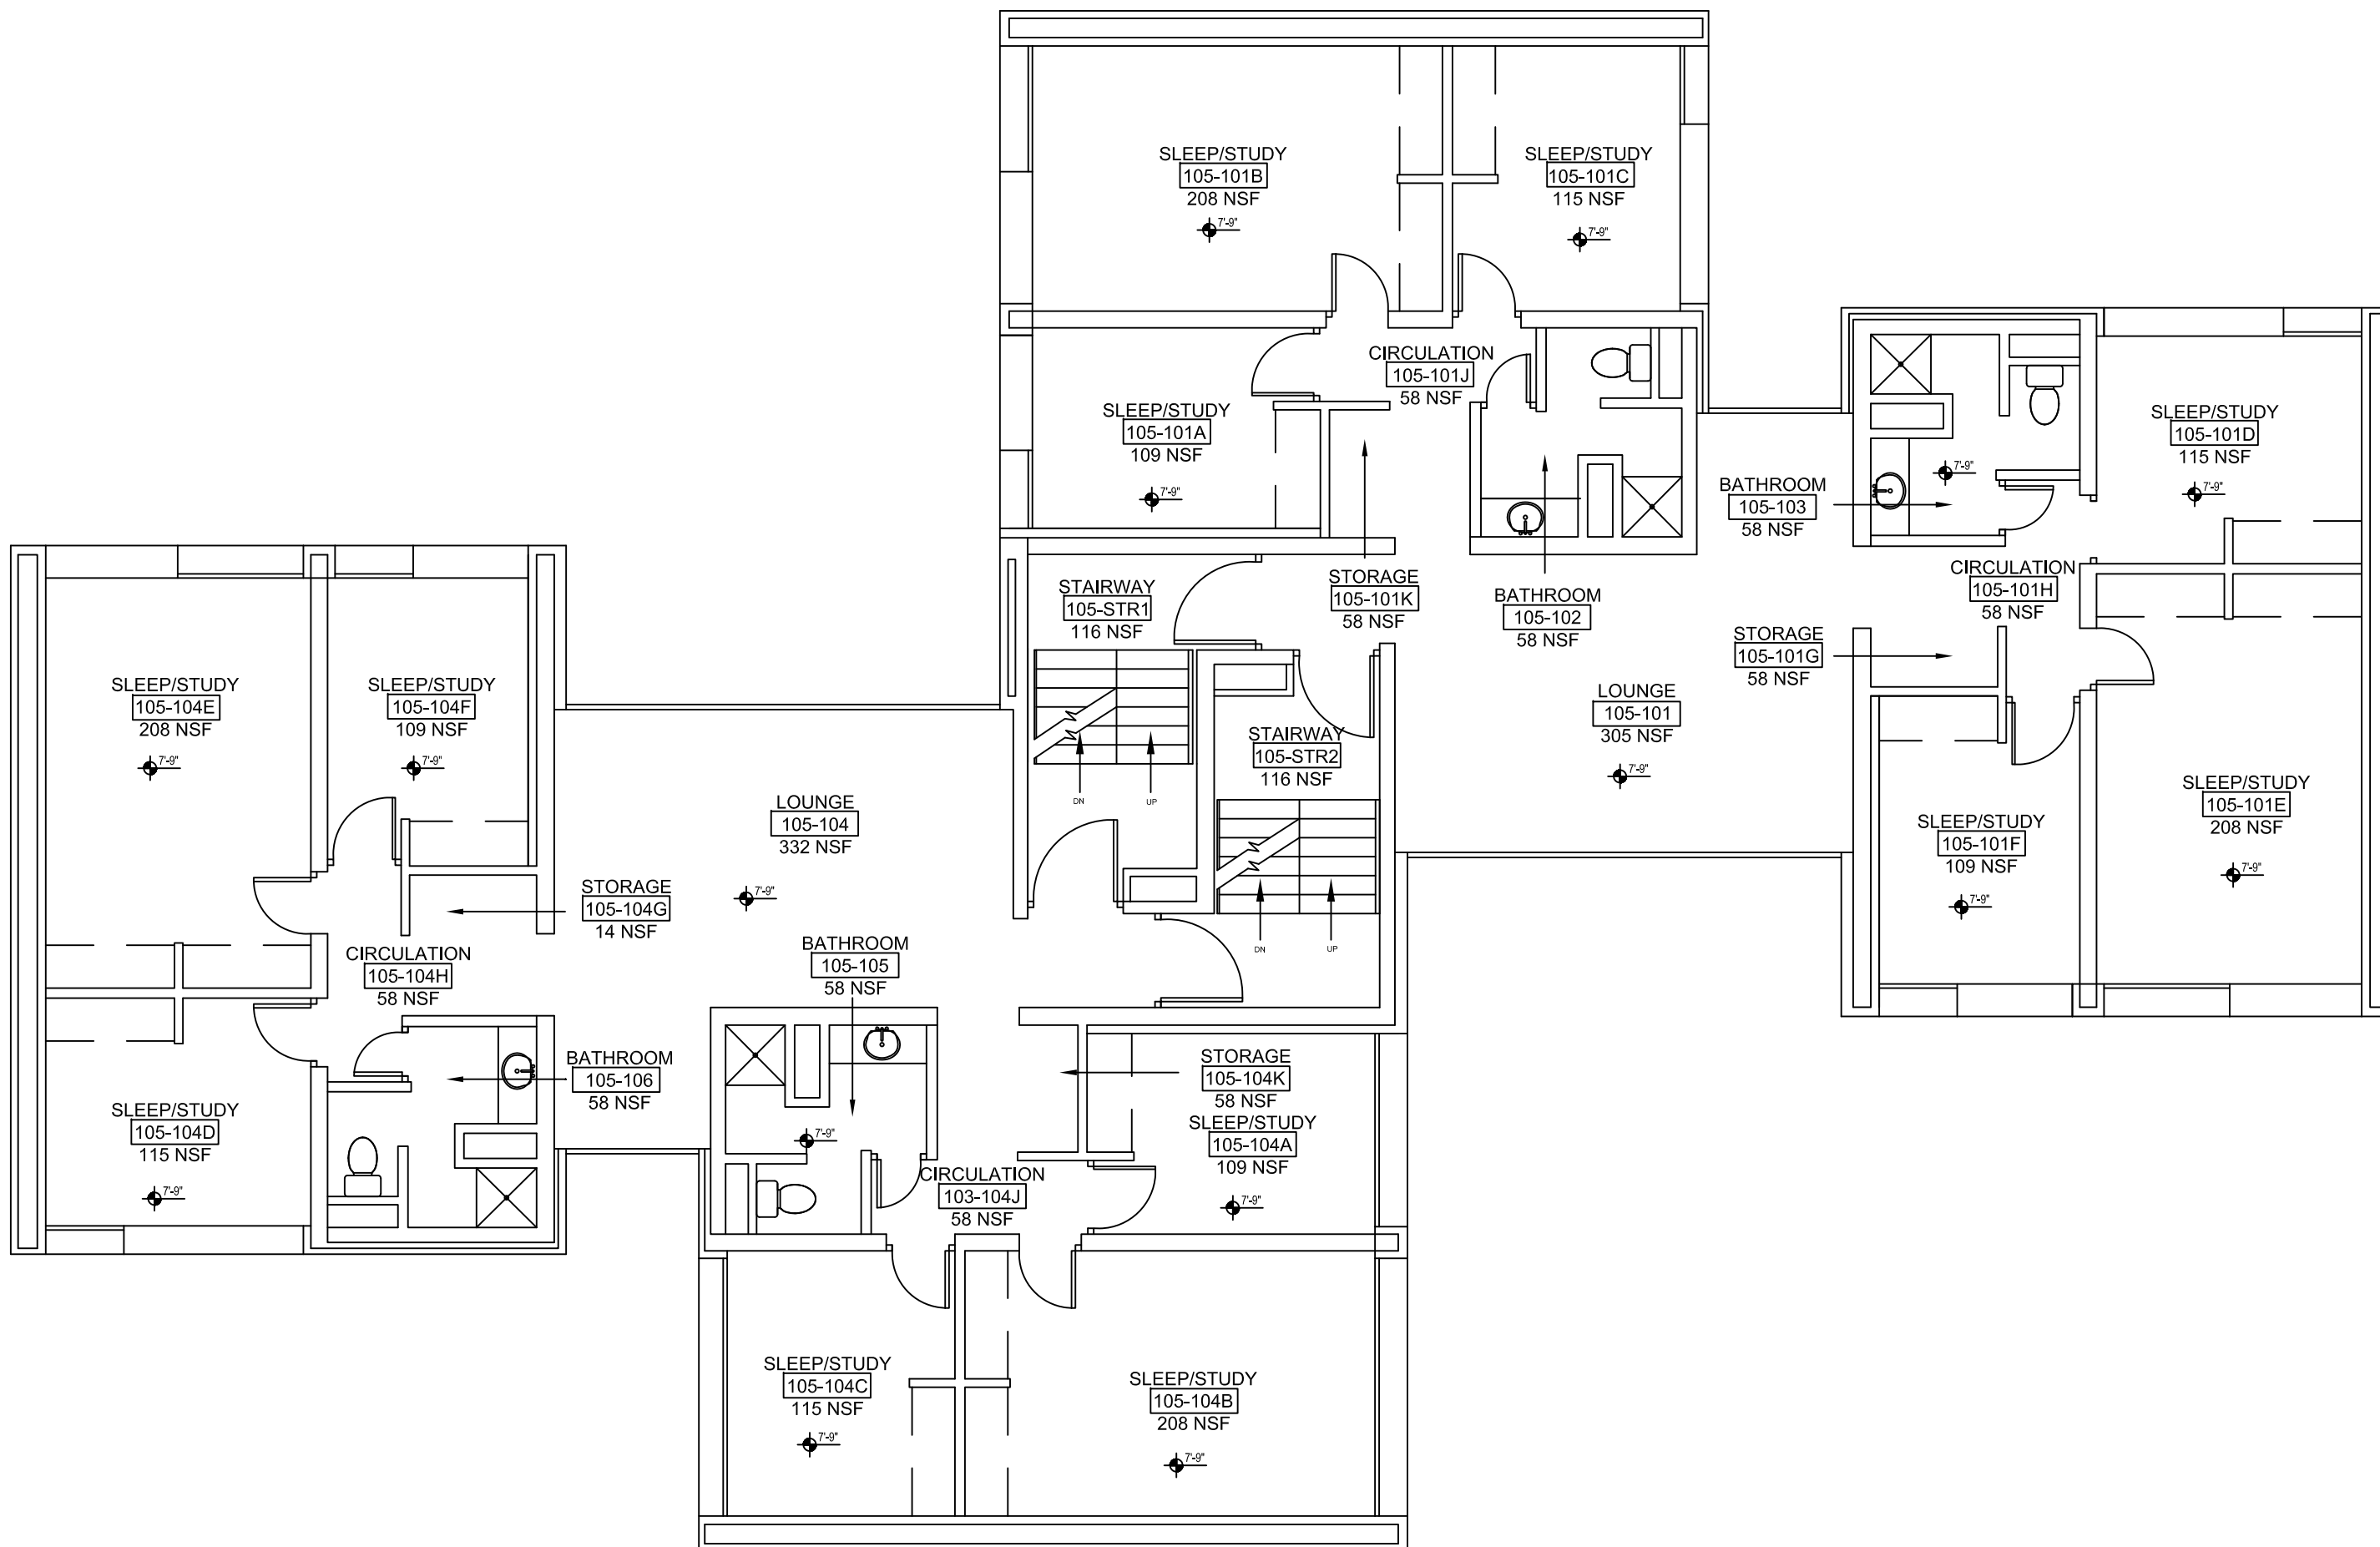 SLEEP/STUDY
105-101B
208 NSF
7'-9"
SLEEP/STUDY
105-101C
115 NSF
7'-9"
CIRCULATION
105-101J
58 NSF
SLEEP/STUDY
105-101A
109 NSF
7'-9"
SLEEP/STUDY
105-101D
115 NSF
7'-9"
BATHROOM
105-103
58 NSF
7'-9"
STAIRWAY
105-STR1
116 NSF
DN
UP
STORAGE
105-101K
58 NSF
BATHROOM
105-102
58 NSF
CIRCULATION
105-101H
58 NSF
STORAGE
105-101G
58 NSF
LOUNGE
105-101
305 NSF
7'-9"
STAIRWAY
105-STR2
116 NSF
DN
UP
SLEEP/STUDY
105-101F
109 NSF
7'-9"
SLEEP/STUDY
105-101E
208 NSF
7'-9"
SLEEP/STUDY
105-104E
208 NSF
7'-9"
SLEEP/STUDY
105-104F
109 NSF
7'-9"
LOUNGE
105-104
332 NSF
7'-9"
STORAGE
105-104G
14 NSF
CIRCULATION
105-104H
58 NSF
BATHROOM
105-105
58 NSF
7'-9"
BATHROOM
105-106
58 NSF
SLEEP/STUDY
105-104D
115 NSF
7'-9"
STORAGE
105-104K
58 NSF
SLEEP/STUDY
105-104A
109 NSF
7'-9"
CIRCULATION
103-104J
58 NSF
SLEEP/STUDY
105-104C
115 NSF
7'-9"
SLEEP/STUDY
105-104B
208 NSF
7'-9"